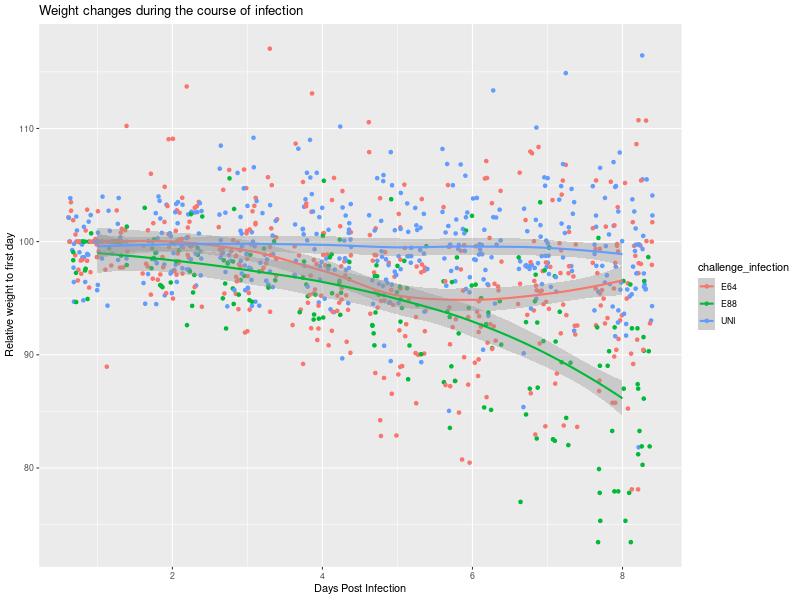 Weight changes during the course of infection
Relative weight to first day
110
100
90
80
2
4
6
8
Days Post Infection
challenge_infection
E64
E88
UNI